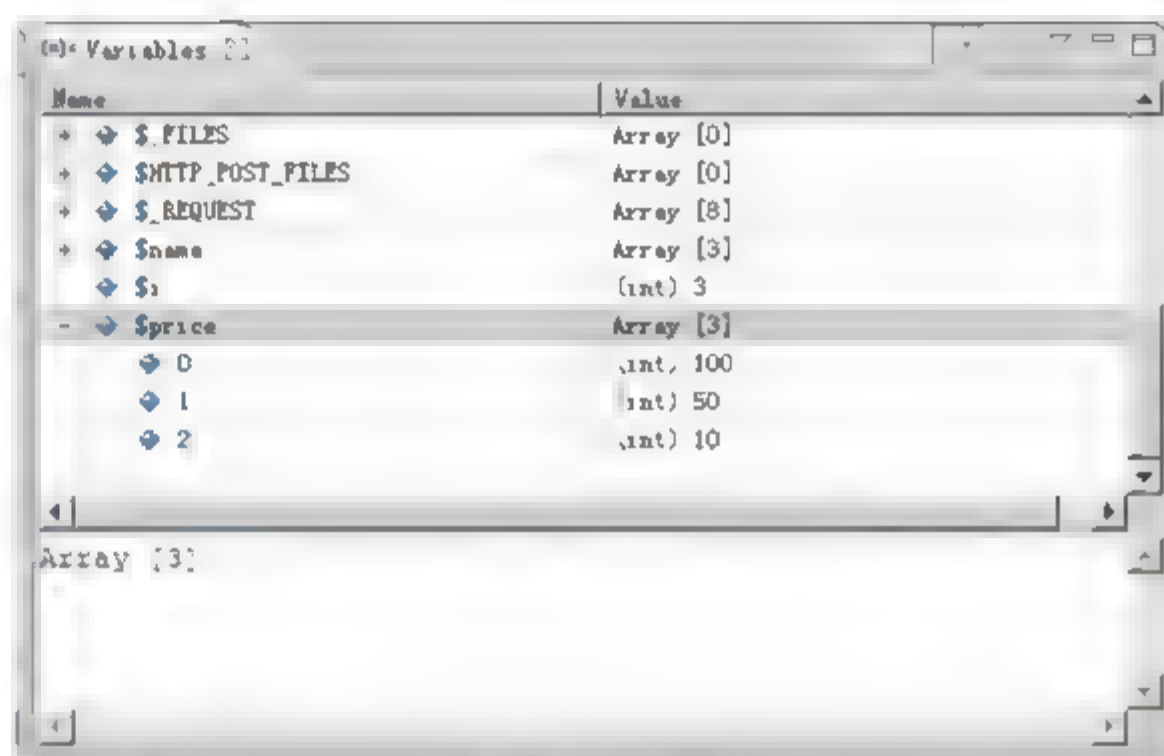 (x)= Variables
Name Value
$_FILES Array [0]
$HTTP_POST_FILES Array [0]
$_REQUEST Array [8]
$name Array [3]
$i (int) 3
$price Array [3]
0 (int) 100
1 (int) 50
2 (int) 10
Array [3]